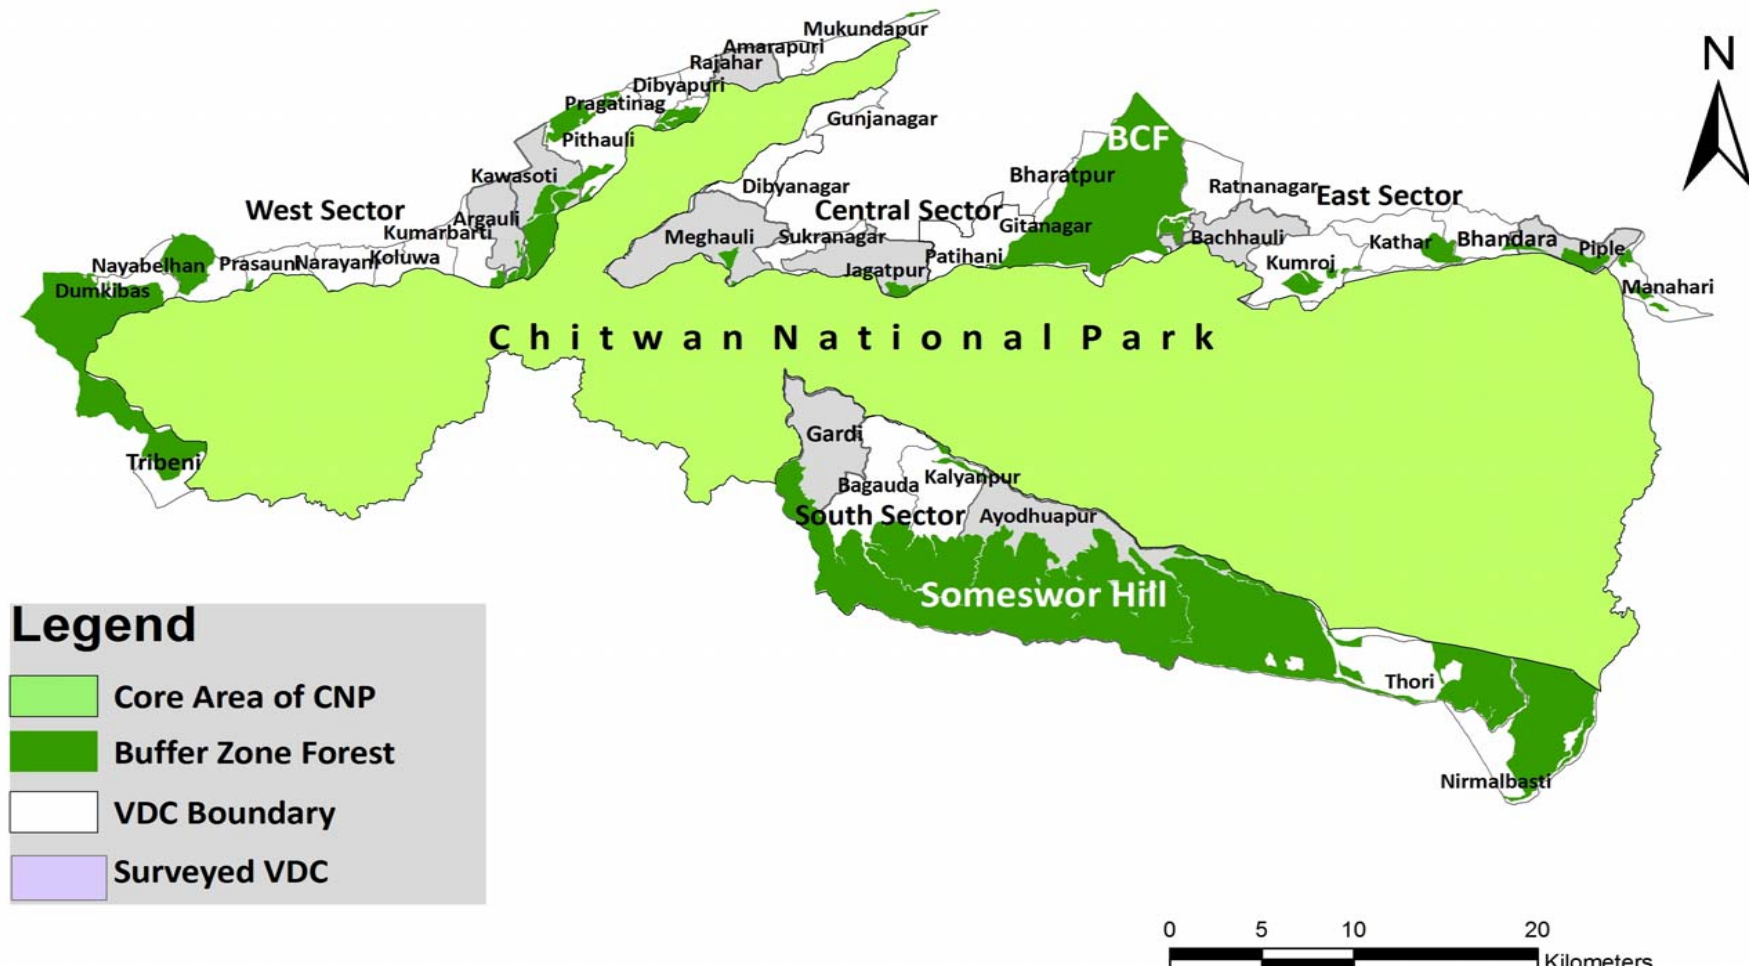 Mukundapur
N
Amarapuri
Rajahar
Dibyapuri
Pragatinag
Gunjanagar
BCF
Pithauli
Kawasoti
Bharatpur
Dibyanagar
Ratnanagar
East Sector
West Sector
Central Sector
Argauli
Kumarbarti
Gitanagar
Meghauli
Sukranagar
Bachhauli
Kathar
Bhandara
Piple
Nayabelhan
Prasauni
Narayani
Koluwa
Jagatpur
Patihani
Kumroj
Dumkibas
Manahari
Chitwan National Park
Gardi
Tribeni
Kalyanpur
Bagauda
South Sector
Ayodhuapur
Someswor Hill
Thori
Nirmalbasti
Legend
Core Area of CNP
Buffer Zone Forest
VDC Boundary
Surveyed VDC
0 5 10 20
Kilometers